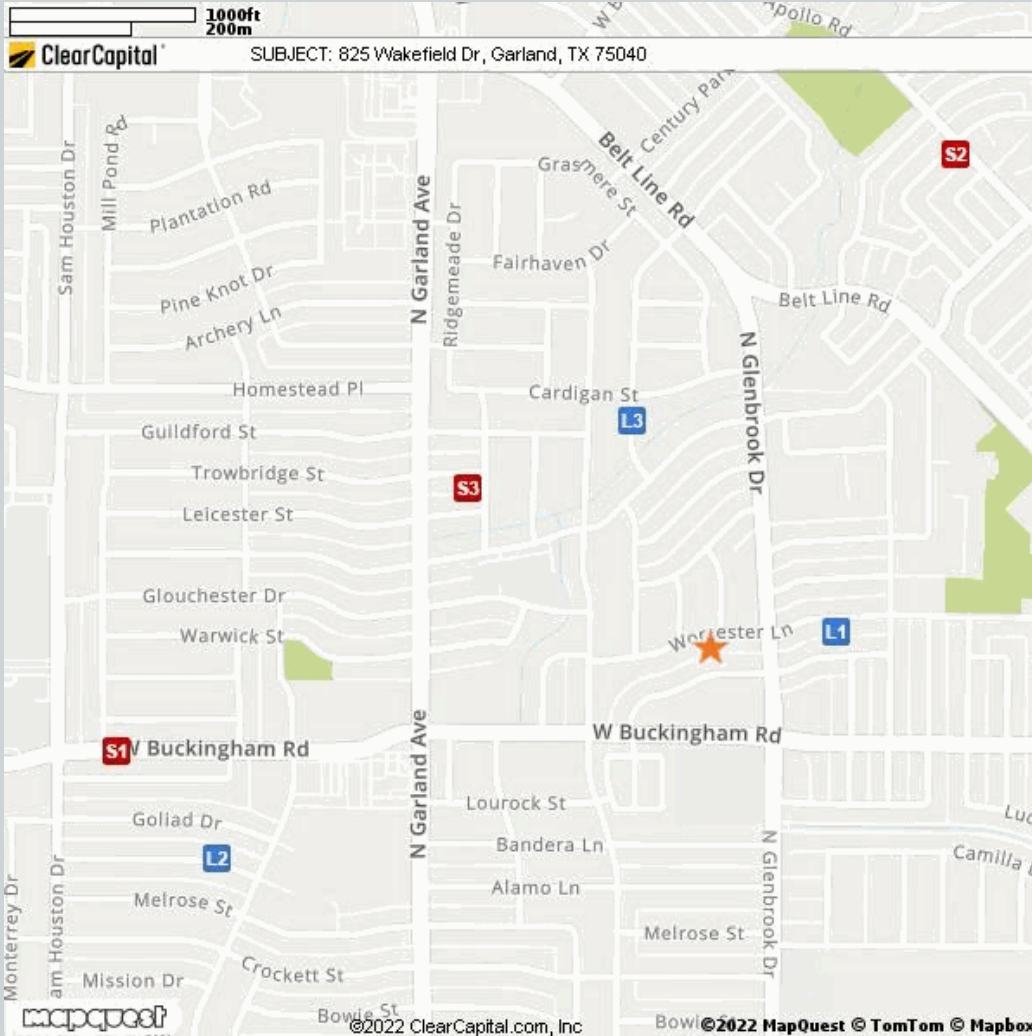 1000ft
200m
ClearCapital
SUBJECT: 825 Wakefield Dr, Garland, TX 75040
Apollo Rd
Century Park
Sam Houston Dr
Mill Pond Rd
Plantation Rd
N Garland Ave
Ridgemeade Dr
Grasmere St
Belt Line Rd
S2
Fairhaven Dr
Pine Knot Dr
Archery Ln
Belt Line Rd
N Glenbrook Dr
Homestead Pl
Cardigan St
L3
Guildford St
Trowbridge St
S3
Leicester St
Glouchester Dr
Warwick St
Worcester Ln
L1
S1
W Buckingham Rd
W Buckingham Rd
N Garland Ave
Lourock St
Goliad Dr
Bandera Ln
L2
Alamo Ln
N Glenbrook Dr
Camilla
Melrose St
Melrose St
Monterrey Dr
am Houston Dr
Mission Dr
Crockett St
Bowie St
mapquest
©2022 ClearCapital.com, Inc
©2022 MapQuest © TomTom © Mapbox